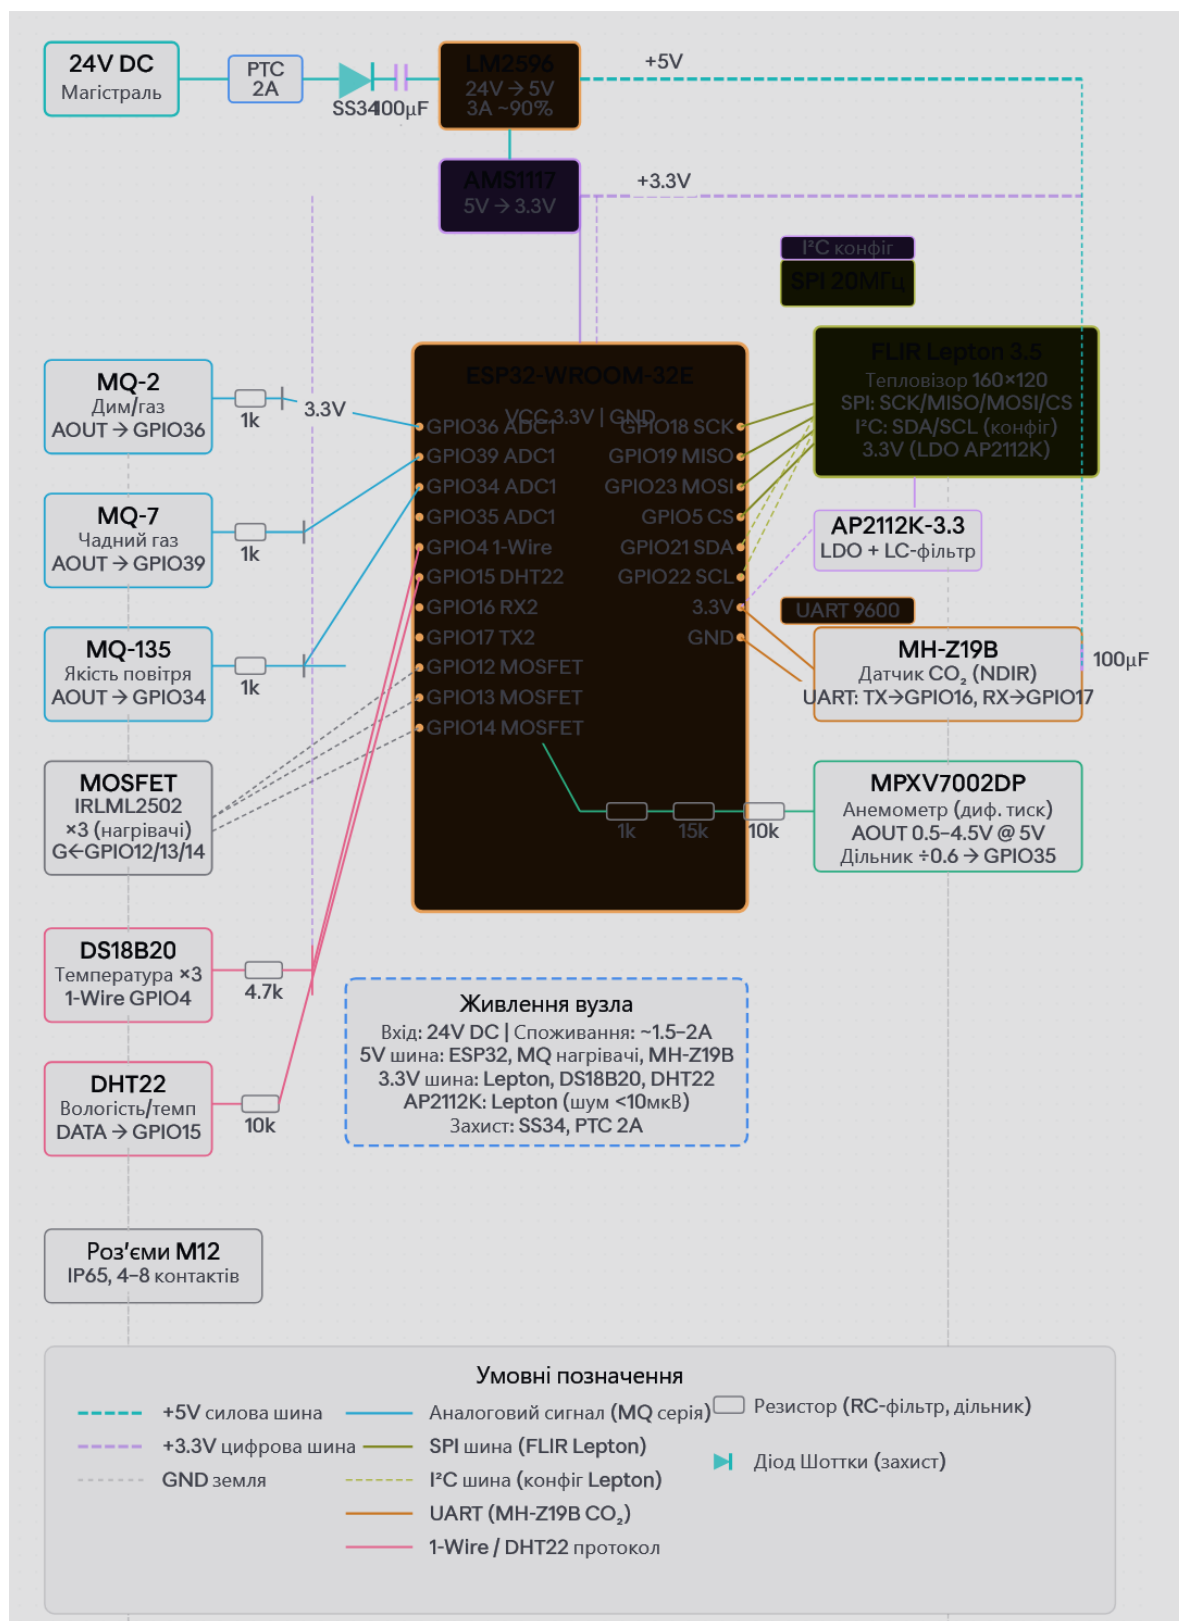 24V DC
Магістраль
PTC
2A
SS34
100µF
LM2596
24V → 5V
3A ~90%
+5V
AMS1117
5V → 3.3V
+3.3V
I²C конфіг
SPI 20МГц
FLIR Lepton 3.5
Тепловізор 160×120
SPI: SCK/MISO/MOSI/CS
I²C: SDA/SCL (конфіг)
3.3V (LDO AP2112K)
MQ-2
Дим/газ
AOUT → GPIO36
1k
3.3V
MQ-7
Чадний газ
AOUT → GPIO39
1k
MQ-135
Якість повітря
AOUT → GPIO34
1k
ESP32-WROOM-32E
VCC 3.3V | GND
GPIO36 ADC1
GPIO39 ADC1
GPIO34 ADC1
GPIO35 ADC1
GPIO4 1-Wire
GPIO15 DHT22
GPIO16 RX2
GPIO17 TX2
GPIO12 MOSFET
GPIO13 MOSFET
GPIO14 MOSFET
GPIO18 SCK
GPIO19 MISO
GPIO23 MOSI
GPIO5 CS
GPIO21 SDA
GPIO22 SCL
3.3V
GND
AP2112K-3.3
LDO + LC-фільтр
UART 9600
MH-Z19B
Датчик CO₂ (NDIR)
UART: TX→GPIO16, RX→GPIO17
100µF
MOSFET
IRLML2502
×3 (нагрівачі)
G←GPIO12/13/14
1k
15k
10k
MPXV7002DP
Анемометр (диф. тиск)
AOUT 0.5–4.5V @ 5V
Дільник ÷0.6 → GPIO35
DS18B20
Температура ×3
1-Wire GPIO4
4.7k
DHT22
Вологість/темп
DATA → GPIO15
10k
Живлення вузла
Вхід: 24V DC | Споживання: ~1.5–2A
5V шина: ESP32, MQ нагрівачі, MH-Z19B
3.3V шина: Lepton, DS18B20, DHT22
AP2112K: Lepton (шум <10мкВ)
Захист: SS34, PTC 2A
Роз'єми M12
IP65, 4–8 контактів
Умовні позначення
+5V силова шина
+3.3V цифрова шина
GND земля
Аналоговий сигнал (MQ серія)
SPI шина (FLIR Lepton)
I²C шина (конфіг Lepton)
UART (MH-Z19B CO₂)
1-Wire / DHT22 протокол
Резистор (RC-фільтр, дільник)
Діод Шоттки (захист)